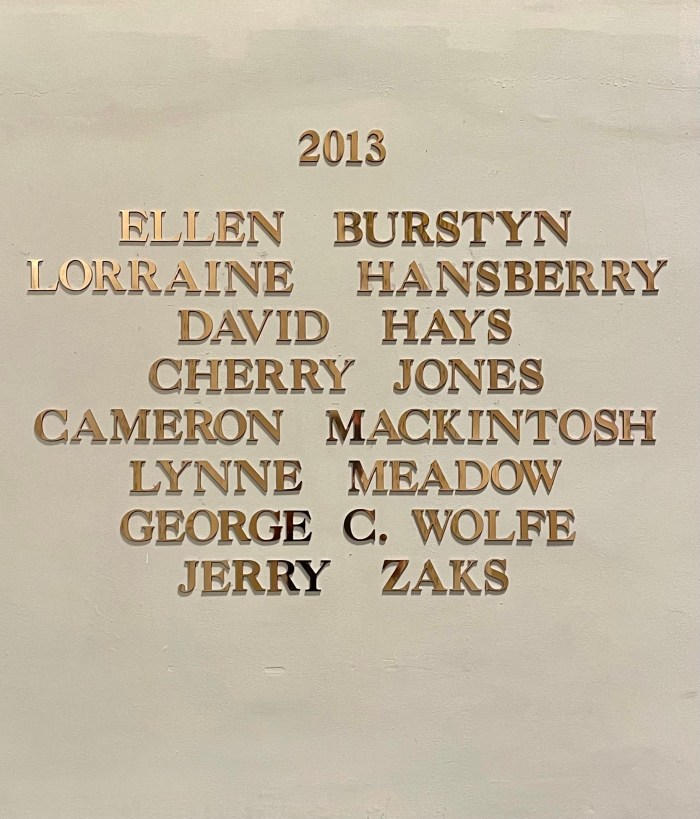 2013
ELLEN BURSTYN
LORRAINE HANSBERRY
DAVID HAYS
CHERRY JONES
CAMERON MACKINTOSH
LYNNE MEADOW
GEORGE C. WOLFE
JERRY ZAKS